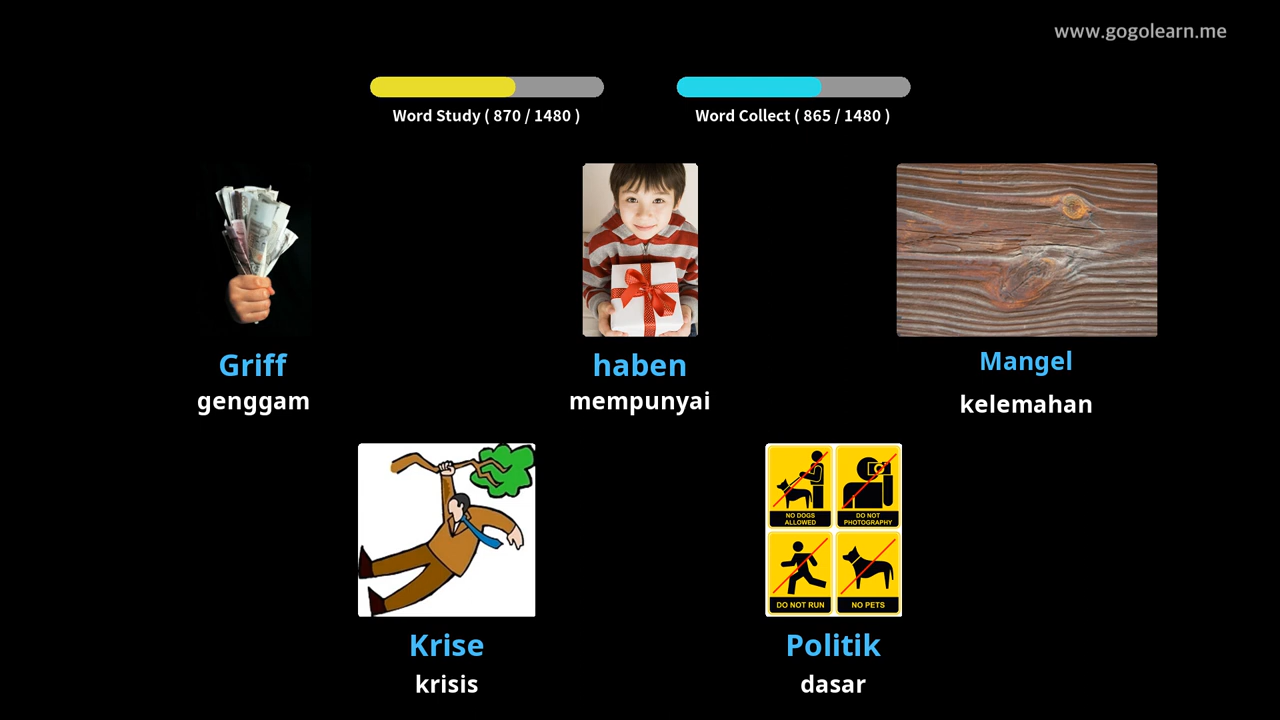 www.gogolearn.me
Word Study ( 870 / 1480 )
Word Collect ( 865 / 1480 )
Griff
genggam
haben
mempunyai
Mangel
kelemahan
NO DOGS
ALLOWED
DO NOT
PHOTOGRAPHY
DO NOT RUN
NO PETS
Krise
krisis
Politik
dasar